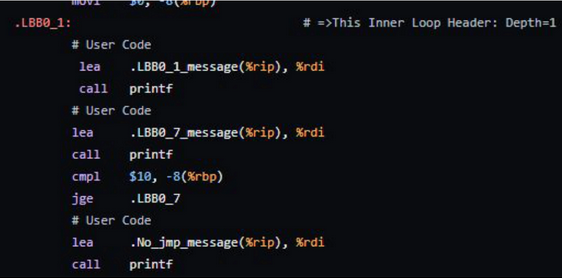 movl $0, -8(%rbp)
.LBB0_1: # =>This Inner Loop Header: Depth=1
# User Code
lea .LBB0_1_message(%rip), %rdi
call printf
# User Code
lea .LBB0_7_message(%rip), %rdi
call printf
cmpl $10, -8(%rbp)
jge .LBB0_7
# User Code
lea .No_jmp_message(%rip), %rdi
call printf